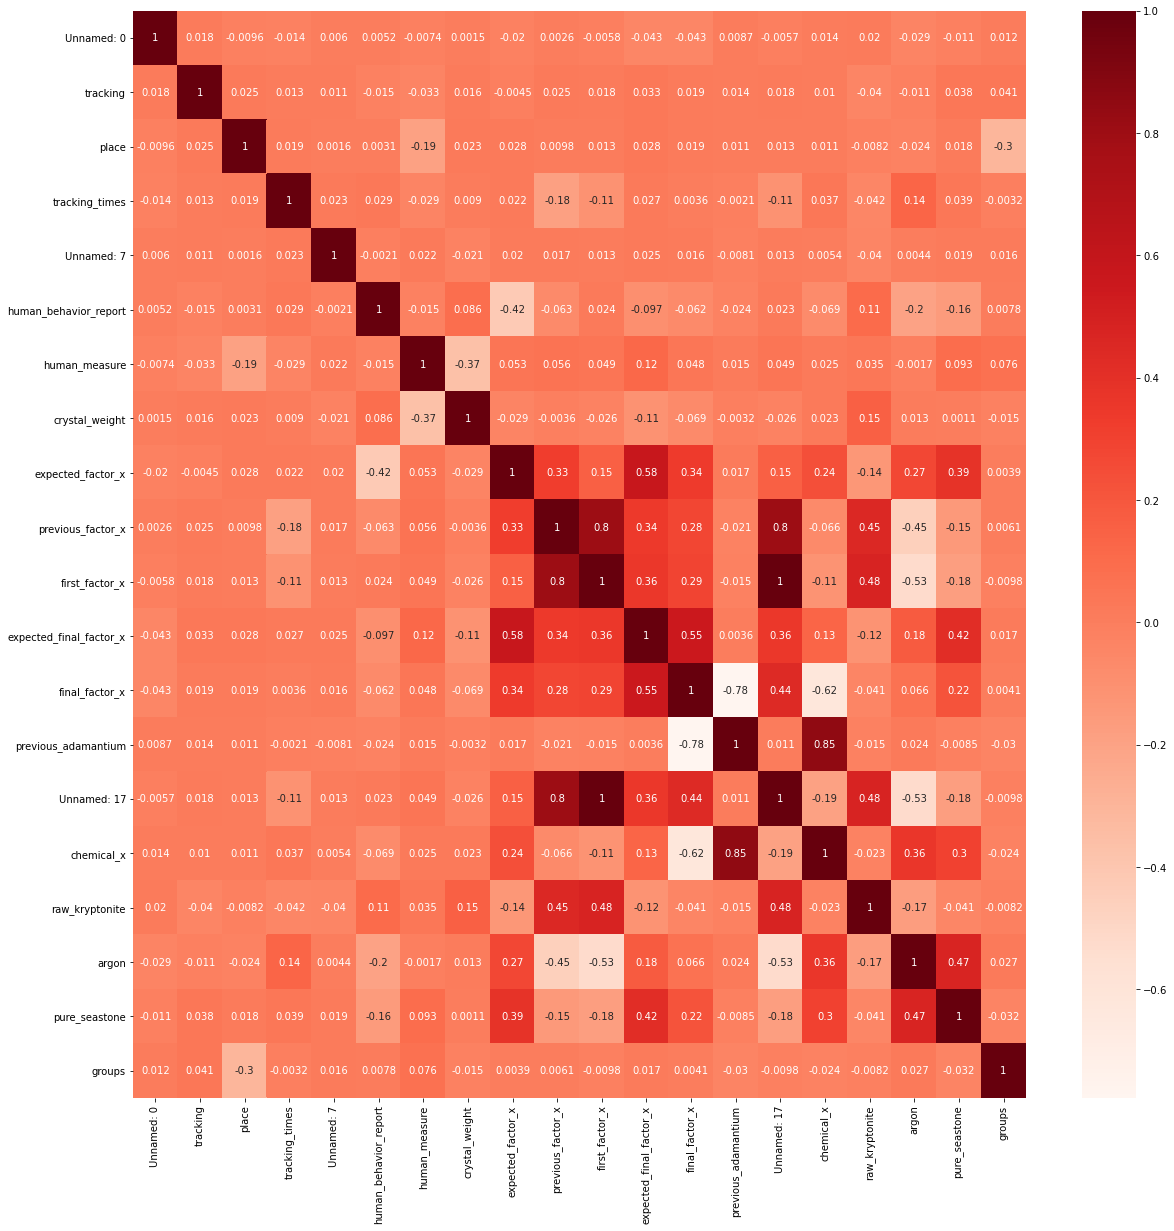 Unnamed: 0 1 0.018 -0.0096 -0.014 0.006 0.0052 -0.0074 0.0015 -0.02 0.0026 -0.0058 -0.043 -0.043 0.0087 -0.0057 0.014 0.02 -0.029 -0.011 0.012
tracking 0.018 1 0.025 0.013 0.011 -0.015 -0.033 0.016 -0.0045 0.025 0.018 0.033 0.019 0.014 0.018 0.01 -0.04 -0.011 0.038 0.041
place -0.0096 0.025 1 0.019 0.0016 0.0031 -0.19 0.023 0.028 0.0098 0.013 0.028 0.019 0.011 0.013 0.011 -0.0082 -0.024 0.018 -0.3
tracking_times -0.014 0.013 0.019 1 0.023 0.029 -0.029 0.009 0.022 -0.18 -0.11 0.027 0.0036 -0.0021 -0.11 0.037 -0.042 0.14 0.039 -0.0032
Unnamed: 7 0.006 0.011 0.0016 0.023 1 -0.0021 0.022 -0.021 0.02 0.017 0.013 0.025 0.016 -0.0081 0.013 0.0054 -0.04 0.0044 0.019 0.016
human_behavior_report 0.0052 -0.015 0.0031 0.029 -0.0021 1 -0.015 0.086 -0.42 -0.063 0.024 -0.097 -0.062 -0.024 0.023 -0.069 0.11 -0.2 -0.16 0.0078
human_measure -0.0074 -0.033 -0.19 -0.029 0.022 -0.015 1 -0.37 0.053 0.056 0.049 0.12 0.048 0.015 0.049 0.025 0.035 -0.0017 0.093 0.076
crystal_weight 0.0015 0.016 0.023 0.009 -0.021 0.086 -0.37 1 -0.029 -0.0036 -0.026 -0.11 -0.069 -0.0032 -0.026 0.023 0.15 0.013 0.0011 -0.015
expected_factor_x -0.02 -0.0045 0.028 0.022 0.02 -0.42 0.053 -0.029 1 0.33 0.15 0.58 0.34 0.017 0.15 0.24 -0.14 0.27 0.39 0.0039
previous_factor_x 0.0026 0.025 0.0098 -0.18 0.017 -0.063 0.056 -0.0036 0.33 1 0.8 0.34 0.28 -0.021 0.8 -0.066 0.45 -0.45 -0.15 0.0061
first_factor_x -0.0058 0.018 0.013 -0.11 0.013 0.024 0.049 -0.026 0.15 0.8 1 0.36 0.29 -0.015 1 -0.11 0.48 -0.53 -0.18 -0.0098
expected_final_factor_x -0.043 0.033 0.028 0.027 0.025 -0.097 0.12 -0.11 0.58 0.34 0.36 1 0.55 0.0036 0.36 0.13 -0.12 0.18 0.42 0.017
final_factor_x -0.043 0.019 0.019 0.0036 0.016 -0.062 0.048 -0.069 0.34 0.28 0.29 0.55 1 -0.78 0.44 -0.62 -0.041 0.066 0.22 0.0041
previous_adamantium 0.0087 0.014 0.011 -0.0021 -0.0081 -0.024 0.015 -0.0032 0.017 -0.021 -0.015 0.0036 -0.78 1 0.011 0.85 -0.015 0.024 -0.0085 -0.03
Unnamed: 17 -0.0057 0.018 0.013 -0.11 0.013 0.023 0.049 -0.026 0.15 0.8 1 0.36 0.44 0.011 1 -0.19 0.48 -0.53 -0.18 -0.0098
chemical_x 0.014 0.01 0.011 0.037 0.0054 -0.069 0.025 0.023 0.24 -0.066 -0.11 0.13 -0.62 0.85 -0.19 1 -0.023 0.36 0.3 -0.024
raw_kryptonite 0.02 -0.04 -0.0082 -0.042 -0.04 0.11 0.035 0.15 -0.14 0.45 0.48 -0.12 -0.041 -0.015 0.48 -0.023 1 -0.17 -0.041 -0.0082
argon -0.029 -0.011 -0.024 0.14 0.0044 -0.2 -0.0017 0.013 0.27 -0.45 -0.53 0.18 0.066 0.024 -0.53 0.36 -0.17 1 0.47 0.027
pure_seastone -0.011 0.038 0.018 0.039 0.019 -0.16 0.093 0.0011 0.39 -0.15 -0.18 0.42 0.22 -0.0085 -0.18 0.3 -0.041 0.47 1 -0.032
groups 0.012 0.041 -0.3 -0.0032 0.016 0.0078 0.076 -0.015 0.0039 0.0061 -0.0098 0.017 0.0041 -0.03 -0.0098 -0.024 -0.0082 0.027 -0.032 1
Unnamed: 0
tracking
place
tracking_times
Unnamed: 7
human_behavior_report
human_measure
crystal_weight
expected_factor_x
previous_factor_x
first_factor_x
expected_final_factor_x
final_factor_x
previous_adamantium
Unnamed: 17
chemical_x
raw_kryptonite
argon
pure_seastone
groups
1.0
0.8
0.6
0.4
0.2
0.0
−0.2
−0.4
−0.6